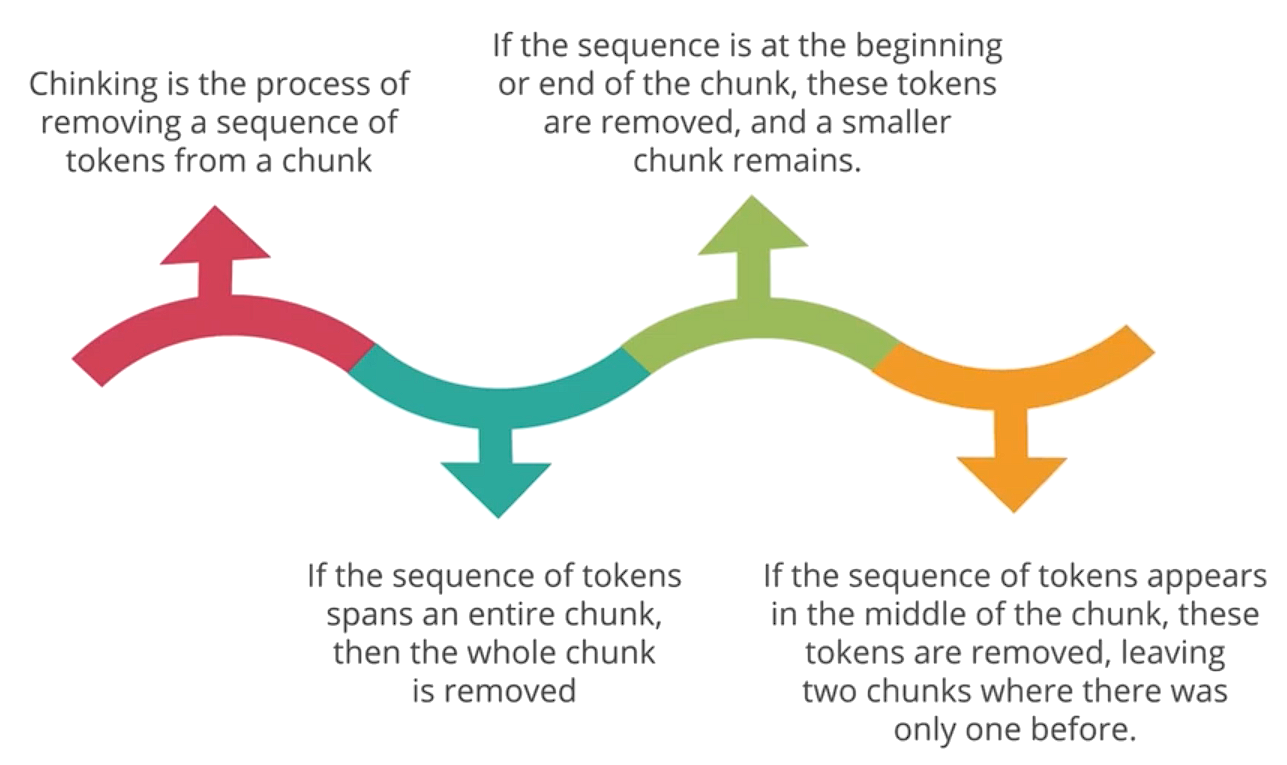 Chinking is the process of
removing a sequence of
tokens from a chunk
If the sequence of tokens
spans an entire chunk,
then the whole chunk
is removed
If the sequence is at the beginning
or end of the chunk, these tokens
are removed, and a smaller
chunk remains.
If the sequence of tokens appears
in the middle of the chunk, these
tokens are removed, leaving
two chunks where there was
only one before.